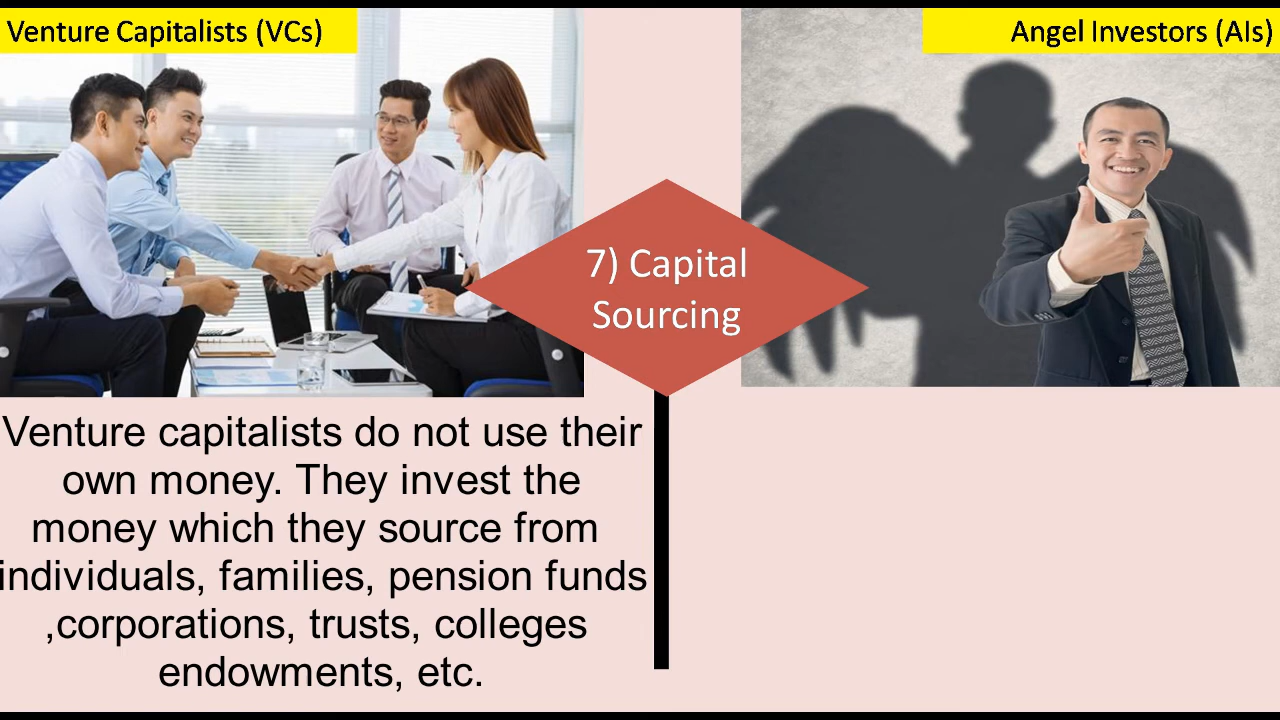 Venture Capitalists (VCs)
Angel Investors (AIs)
7) Capital
Sourcing
Venture capitalists do not use their
own money. They invest the
money which they source from
individuals, families, pension funds
,corporations, trusts, colleges
endowments, etc.